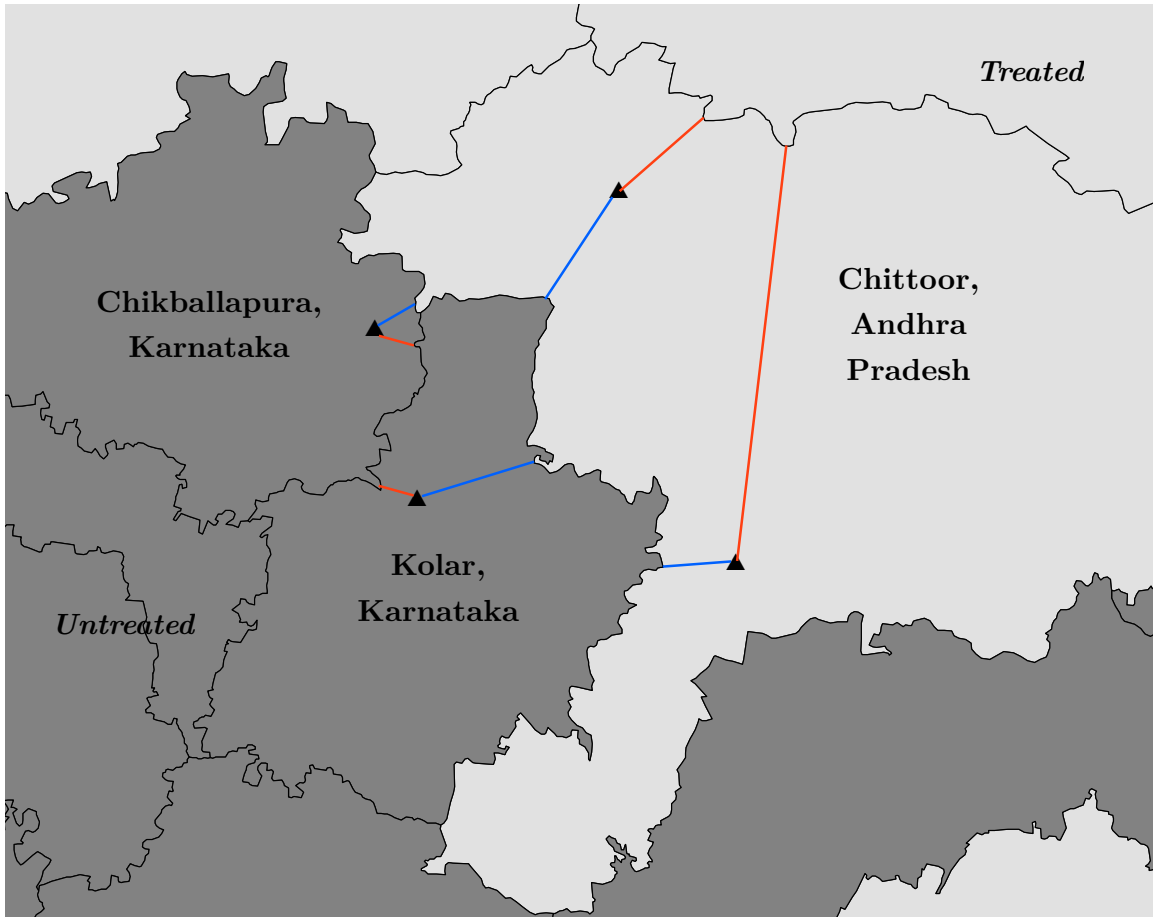 Treated
Chittoor,
Andhra
Pradesh
Chikballapura,
Karnataka
Kolar,
Karnataka
Untreated